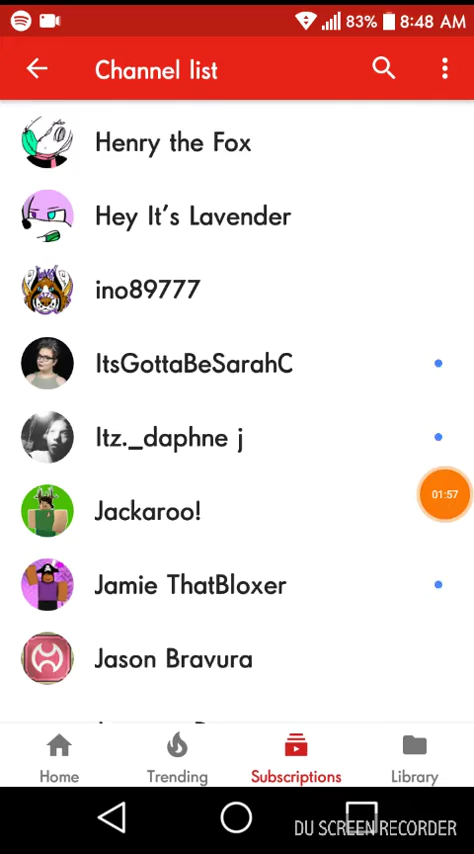 83% 8:48 AM
Channel list
Henry the Fox
Hey It's Lavender
ino89777
ItsGottaBeSarahC
Itz._daphne j
Jackaroo!
01:57
Jamie ThatBloxer
Jason Bravura
Home Trending Subscriptions Library
DU SCREEN RECORDER